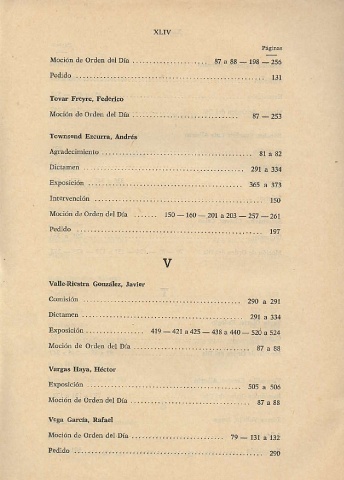 XLIV
Páginas
Moción de Orden del Día ..................... 87 a 88 — 198 — 256
Pedido ..................... 131
Tovar Freyre, Federico
Moción de Orden del Día ..................... 87 — 253
Townsend Ezcurra, Andrés
Agradecimiento ..................... 81 a 82
Dictamen ..................... 291 a 334
Exposición ..................... 365 a 373
Intervención ..................... 150
Moción de Orden del Día ....... 150 — 160 — 201 a 203 — 257 — 261
Pedido ..................... 197
V
Valle-Riestra González, Javier
Comisión ..................... 290 a 291
Dictamen ..................... 291 a 334
Exposición ................ 419 — 421 a 425 — 438 a 440 — 520 a 524
Moción de Orden del Día ..................... 87 a 88
Vargas Haya, Héctor
Exposición ..................... 505 a 506
Moción de Orden del Día ..................... 87 a 88
Vega García, Rafael
Moción de Orden del Día ..................... 79 — 131 a 132
Pedido ..................... 290